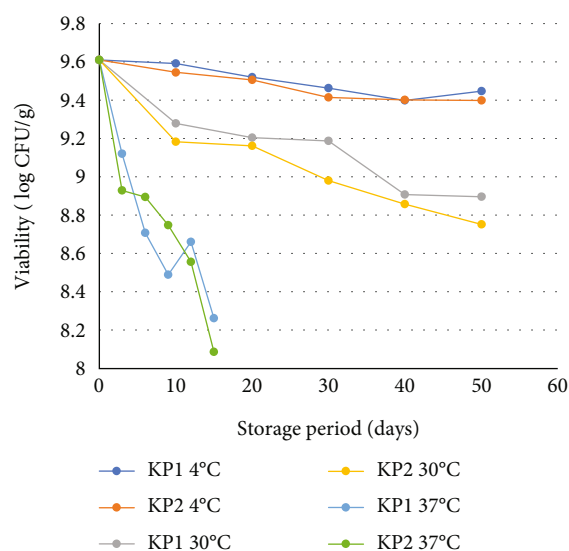 Viability ( log CFU/g)
9.8
9.6
9.4
9.2
9
8.8
8.6
8.4
8.2
8
0 10 20 30 40 50 60
Storage period (days)
KP1 4°C KP2 30°C
KP2 4°C KP1 37°C
KP1 30°C KP2 37°C